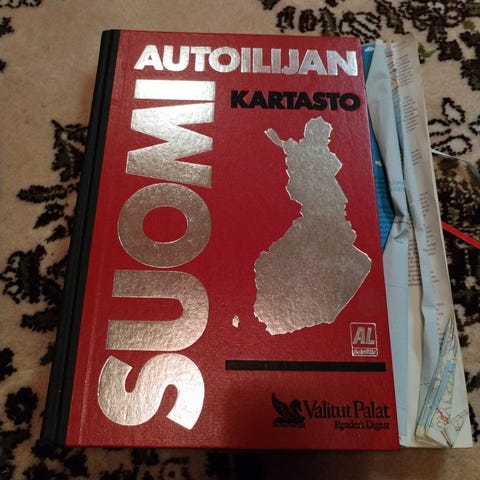 AUTOILIJAN
KARTASTO
SUOMI
AL
Valitut Palat
Reader's Digest